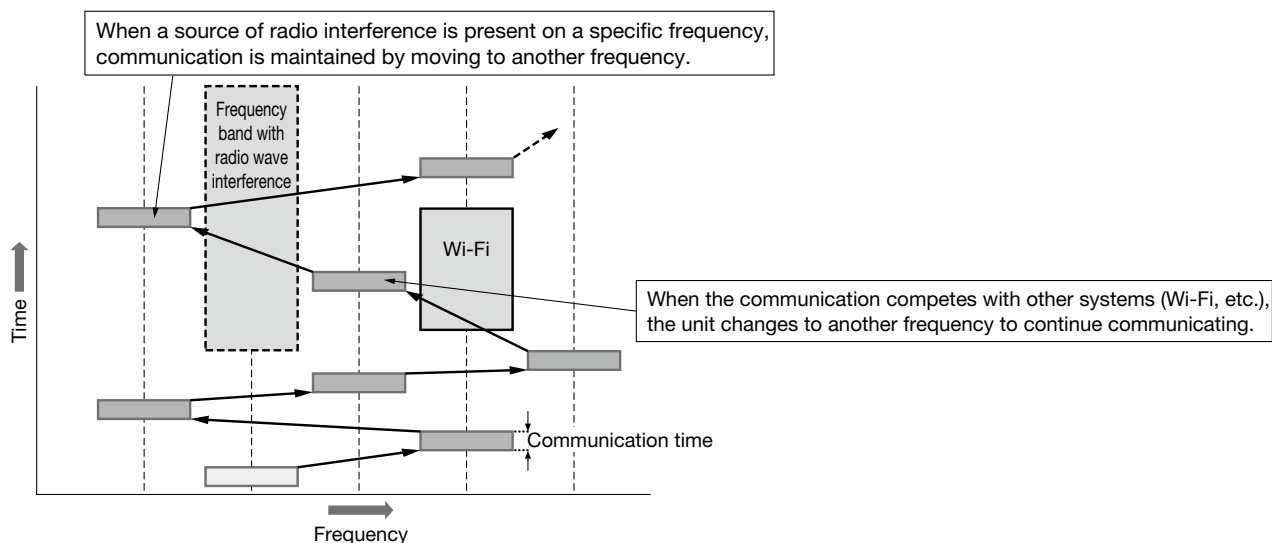 When a source of radio interference is present on a specific frequency,
communication is maintained by moving to another frequency.
Frequency
band with
radio wave
interference
Wi-Fi
When the communication competes with other systems (Wi-Fi, etc.),
the unit changes to another frequency to continue communicating.
Time
Communication time
Frequency